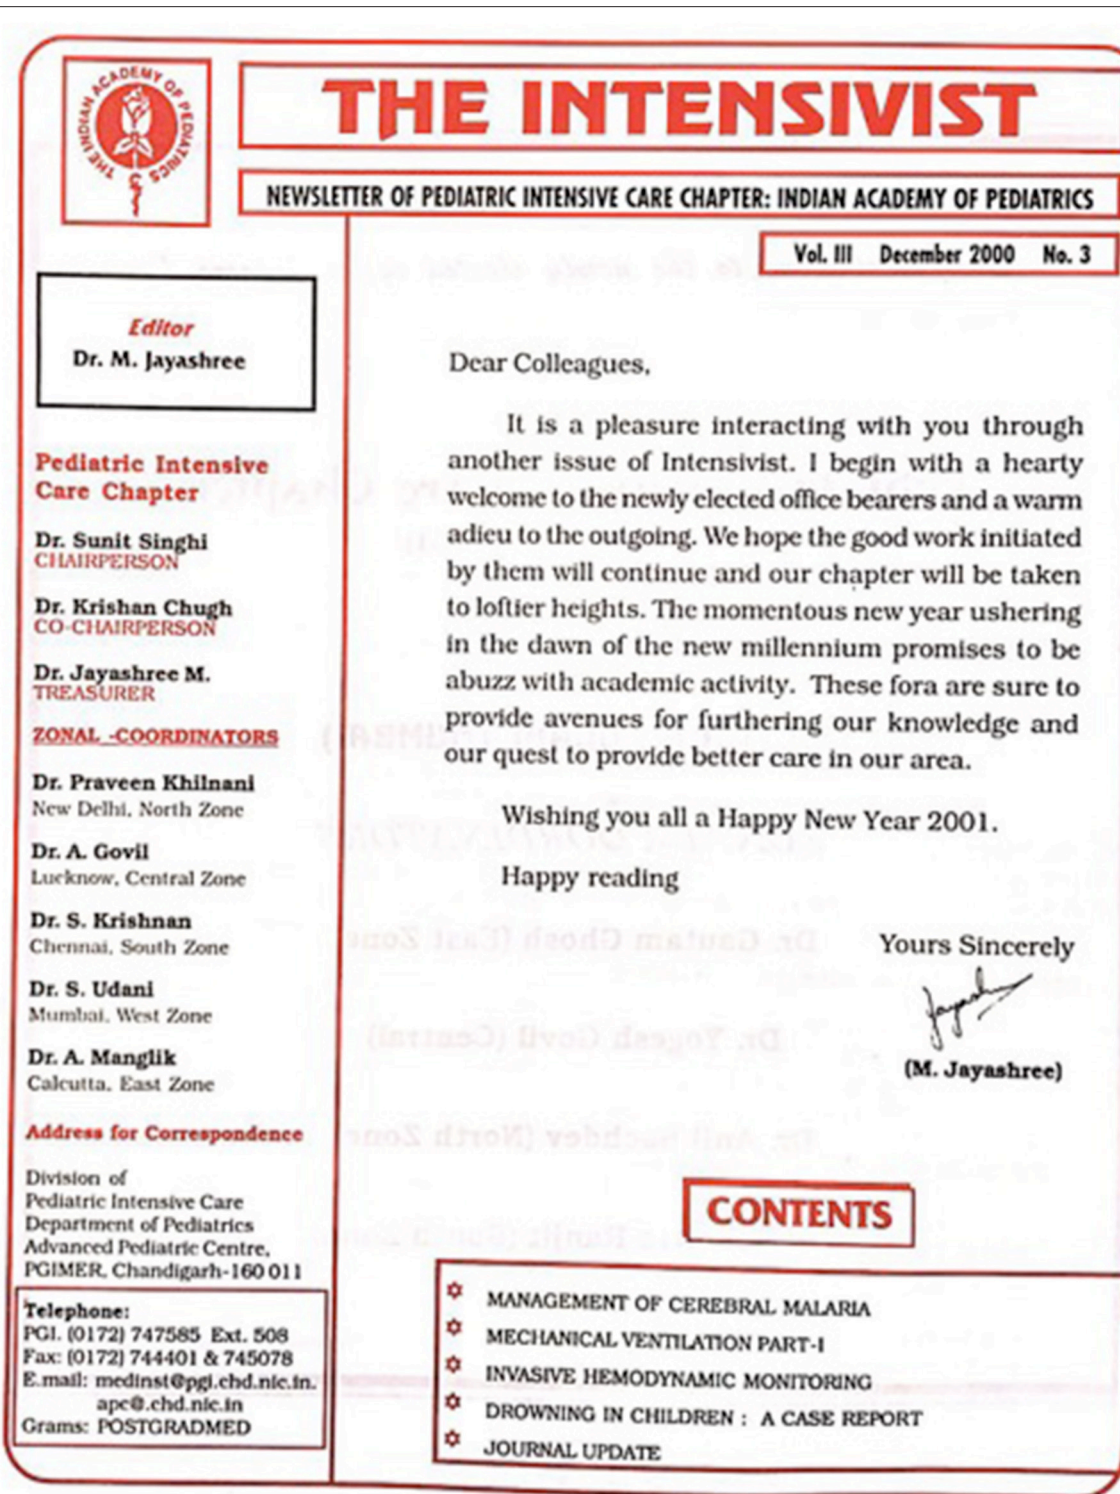 THE INDIAN ACADEMY OF PEDIATRICS
THE INTENSIVIST
NEWSLETTER OF PEDIATRIC INTENSIVE CARE CHAPTER: INDIAN ACADEMY OF PEDIATRICS
Vol. III December 2000 No. 3
Editor
Dr. M. Jayashree
Pediatric Intensive
Care Chapter
Dr. Sunit Singhi
CHAIRPERSON
Dr. Krishan Chugh
CO-CHAIRPERSON
Dr. Jayashree M.
TREASURER
ZONAL -COORDINATORS
Dr. Praveen Khilnani
New Delhi, North Zone
Dr. A. Govil
Lucknow, Central Zone
Dr. S. Krishnan
Chennai, South Zone
Dr. S. Udani
Mumbai, West Zone
Dr. A. Manglik
Calcutta, East Zone
Address for Correspondence
Division of
Pediatric Intensive Care
Department of Pediatrics
Advanced Pediatric Centre,
PGIMER, Chandigarh-160 011
Telephone:
PGI. (0172) 747585 Ext. 508
Fax: (0172) 744401 & 745078
E.mail: medinst@pgi.chd.nic.in.
apc@.chd.nic.in
Grams: POSTGRADMED
Dear Colleagues,
It is a pleasure interacting with you through
another issue of Intensivist. I begin with a hearty
welcome to the newly elected office bearers and a warm
adieu to the outgoing. We hope the good work initiated
by them will continue and our chapter will be taken
to loftier heights. The momentous new year ushering
in the dawn of the new millennium promises to be
abuzz with academic activity. These fora are sure to
provide avenues for furthering our knowledge and
our quest to provide better care in our area.
Wishing you all a Happy New Year 2001.
Happy reading
Yours Sincerely
(M. Jayashree)
CONTENTS
MANAGEMENT OF CEREBRAL MALARIA
MECHANICAL VENTILATION PART-I
INVASIVE HEMODYNAMIC MONITORING
DROWNING IN CHILDREN : A CASE REPORT
JOURNAL UPDATE